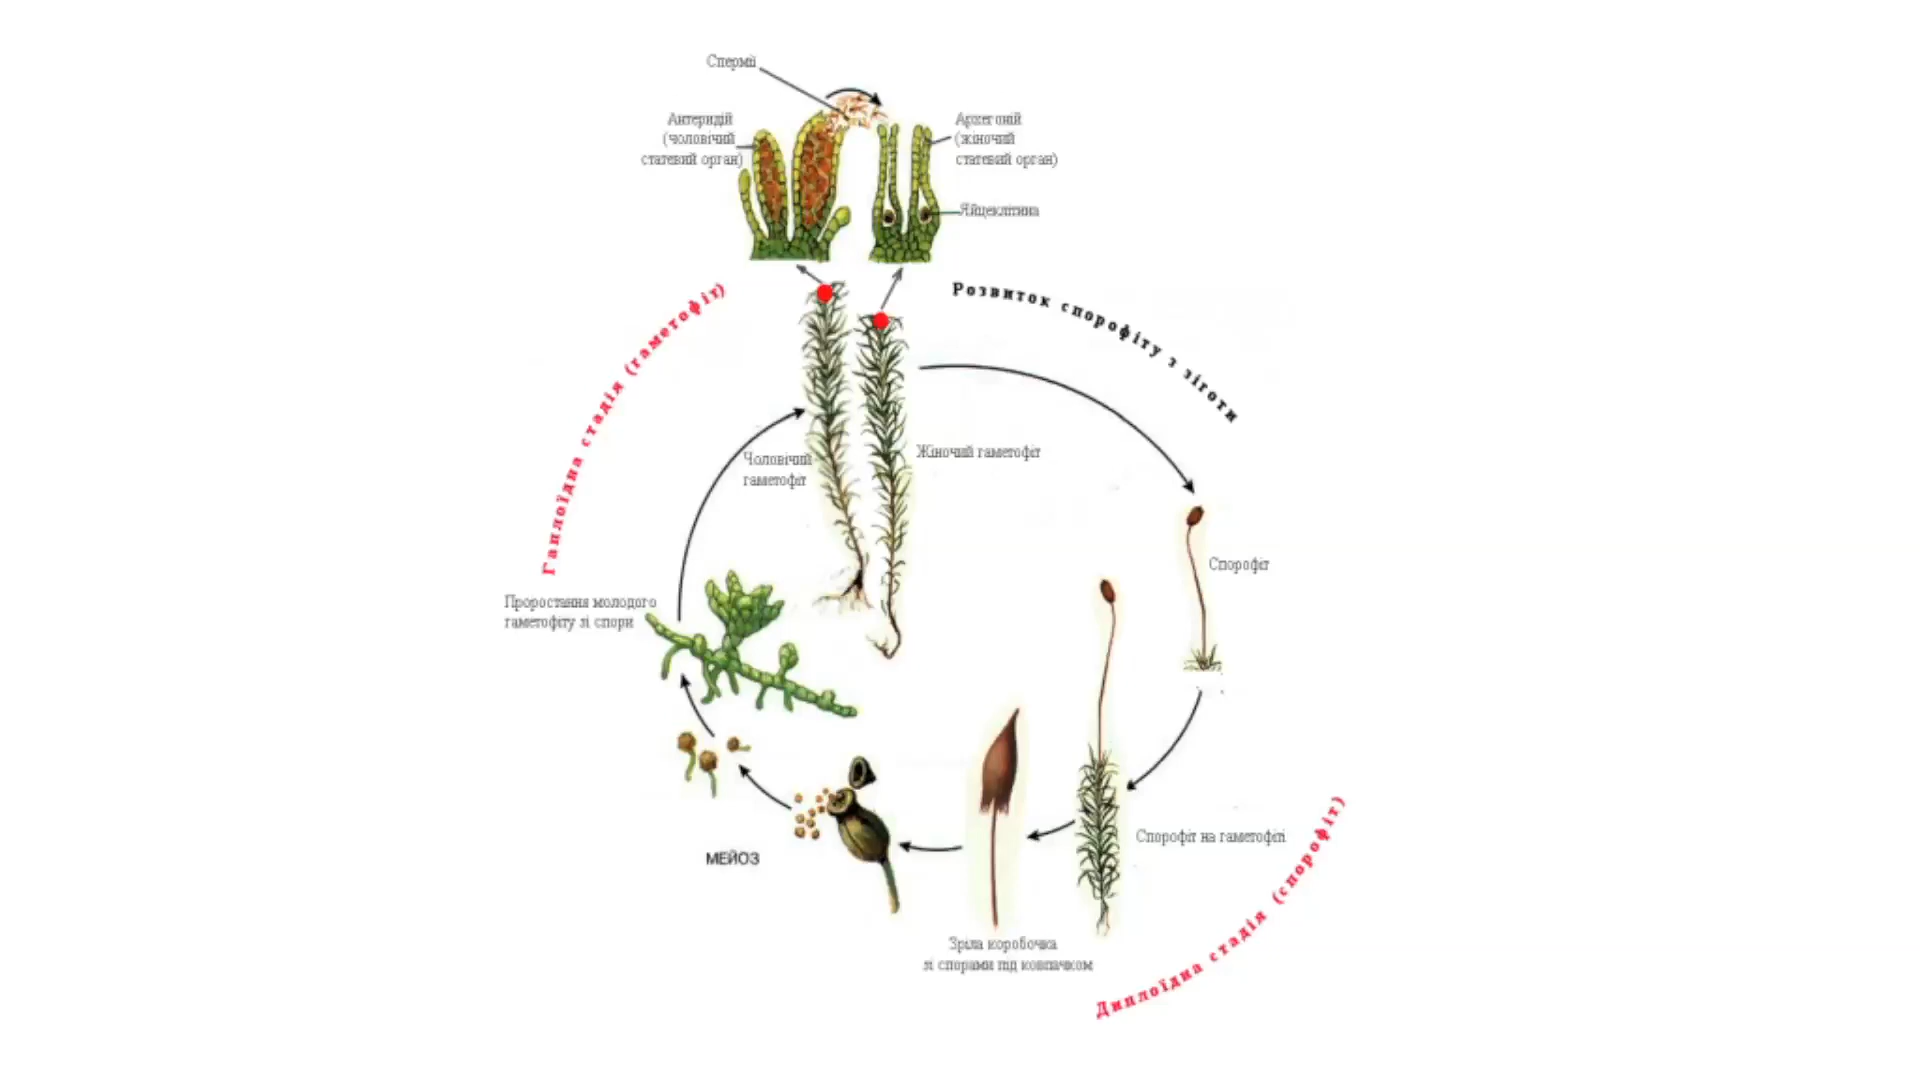 Спермії
Антеридій
(чоловічий
статевий орган)
Архегоній
(жіночий
статевий орган)
Яйцеклітина
Гаплоїдна стадія (гаметофіт)
Розвиток спорофіту з зіготи
Чоловічий
гаметофіт
Жіночий гаметофіт
Спорофіт
Проростання молодого
гаметофіту зі спори
МЕЙОЗ
Спорофіт на гаметофіті
Зріла коробочка
зі спорами під ковпачком
Диплоїдна стадія (спорофіт)